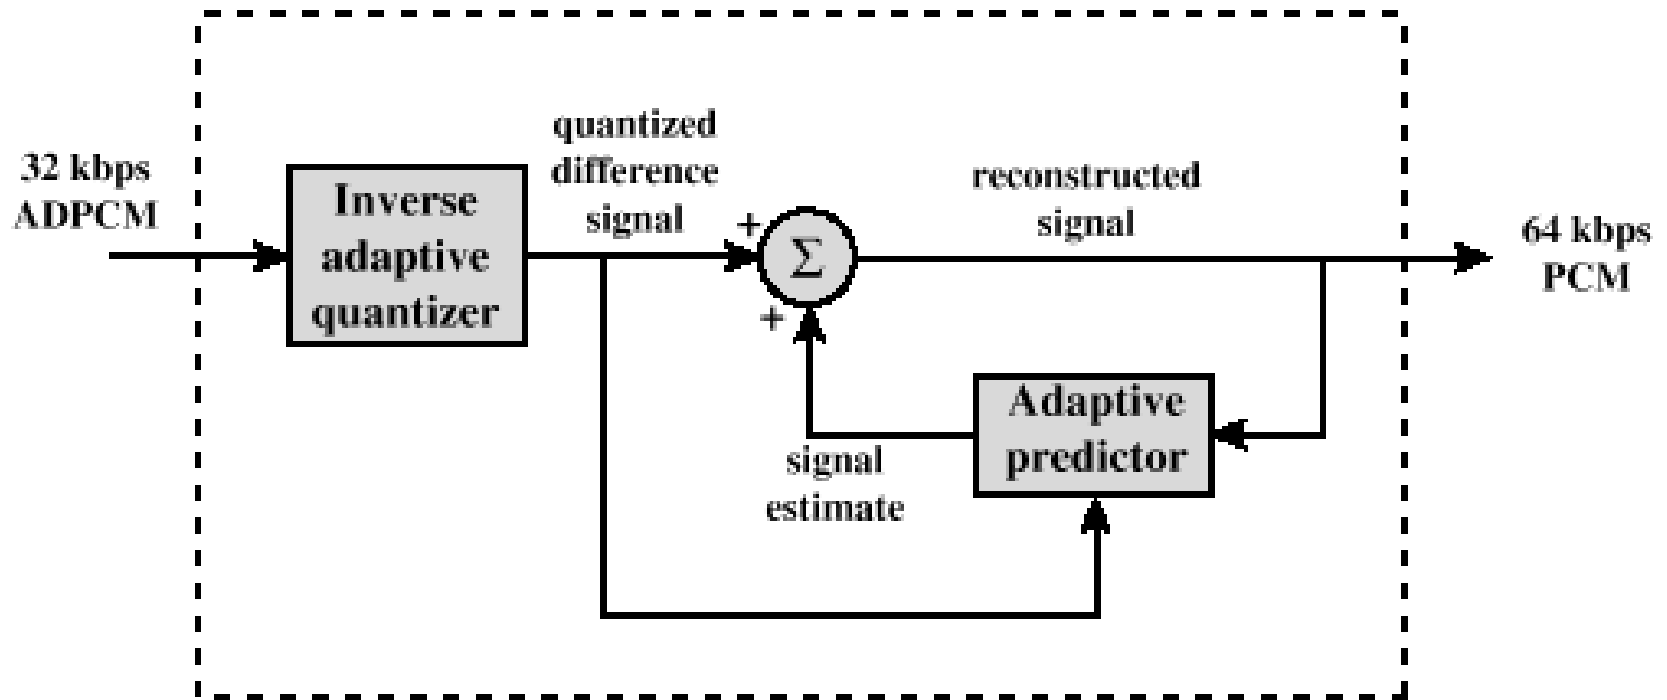 32 kbps
ADPCM
Inverse
adaptive
quantizer
quantized
difference
signal
+
Σ
+
reconstructed
signal
64 kbps
PCM
Adaptive
predictor
signal
estimate